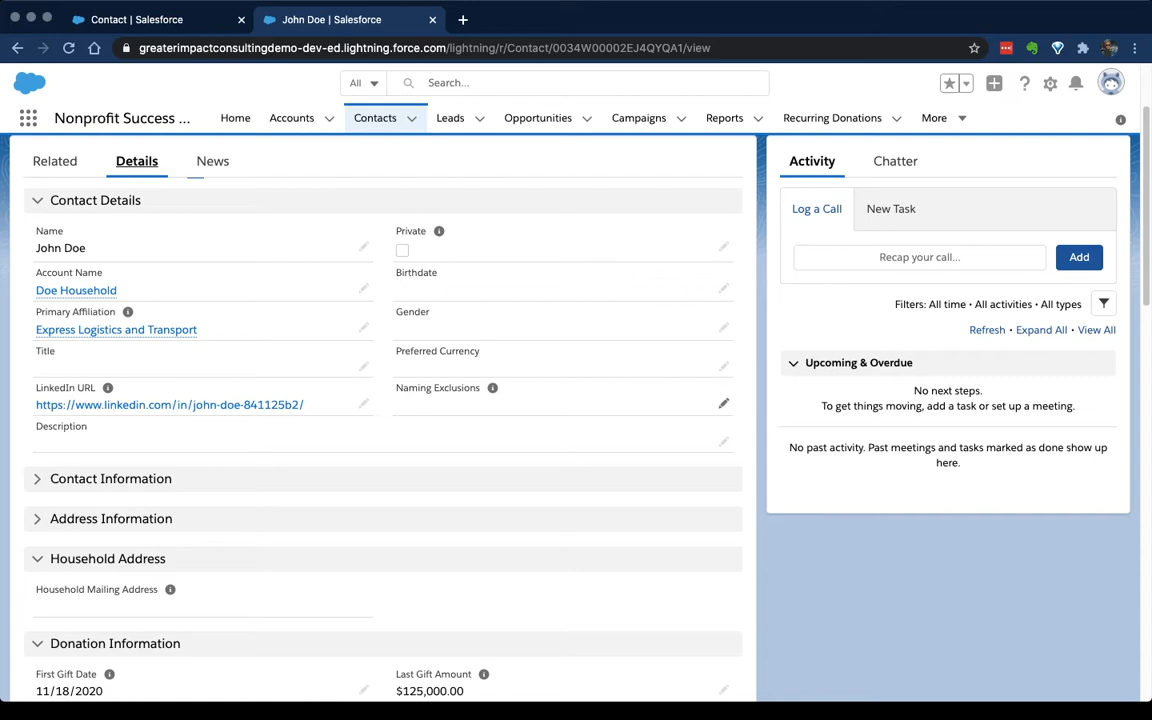 Contact | Salesforce
John Doe | Salesforce
greaterimpactconsultingdemo-dev-ed.lightning.force.com/lightning/r/Contact/0034W00002EJ4QYQA1/view
All
Search...
Nonprofit Success ...
Home
Accounts
Contacts
Leads
Opportunities
Campaigns
Reports
Recurring Donations
More
Related
Details
News
Contact Details
Name
John Doe
Private
Account Name
Doe Household
Birthdate
Primary Affiliation
Express Logistics and Transport
Gender
Title
Preferred Currency
LinkedIn URL
https://www.linkedin.com/in/john-doe-841125b2/
Naming Exclusions
Description
Contact Information
Address Information
Household Address
Household Mailing Address
Donation Information
First Gift Date
11/18/2020
Last Gift Amount
$125,000.00
Activity
Chatter
Log a Call
New Task
Recap your call...
Add
Filters: All time • All activities • All types
Refresh • Expand All • View All
Upcoming & Overdue
No next steps.
To get things moving, add a task or set up a meeting.
No past activity. Past meetings and tasks marked as done show up
here.